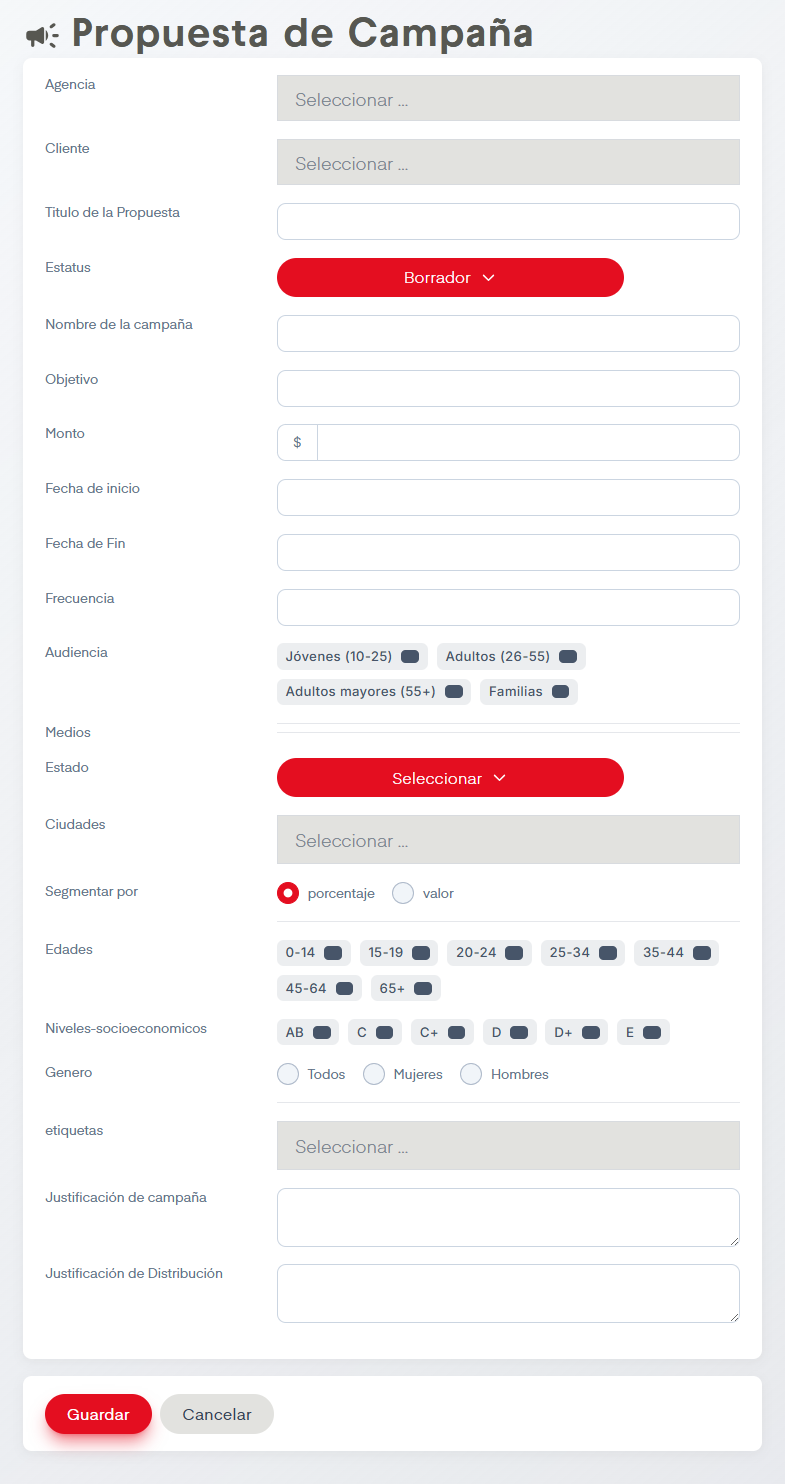 Propuesta de Campaña
Agencia
Seleccionar ...
Cliente
Seleccionar ...
Titulo de la Propuesta
Estatus
Borrador
Nombre de la campaña
Objetivo
Monto
$
Fecha de inicio
Fecha de Fin
Frecuencia
Audiencia
Jóvenes (10-25) Adultos (26-55)
Adultos mayores (55+) Familias
Medios
Estado
Seleccionar
Ciudades
Seleccionar ...
Segmentar por
porcentaje valor
Edades
0-14 15-19 20-24 25-34 35-44
45-64 65+
Niveles-socioeconomicos
AB C C+ D D+ E
Genero
Todos Mujeres Hombres
etiquetas
Seleccionar ...
Justificación de campaña
Justificación de Distribución
Guardar Cancelar